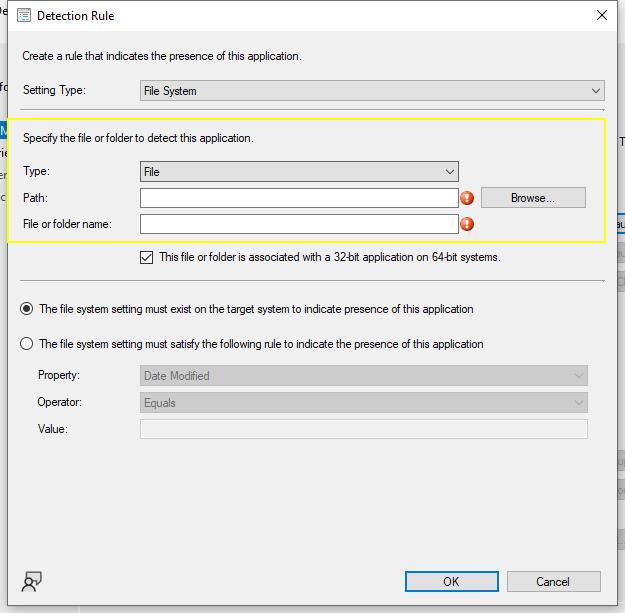 Detection Rule
Create a rule that indicates the presence of this application.
Setting Type: File System
Specify the file or folder to detect this application.
Type: File
Path: Browse...
File or folder name:
This file or folder is associated with a 32-bit application on 64-bit systems.
The file system setting must exist on the target system to indicate presence of this application
The file system setting must satisfy the following rule to indicate the presence of this application
Property: Date Modified
Operator: Equals
Value:
OK Cancel